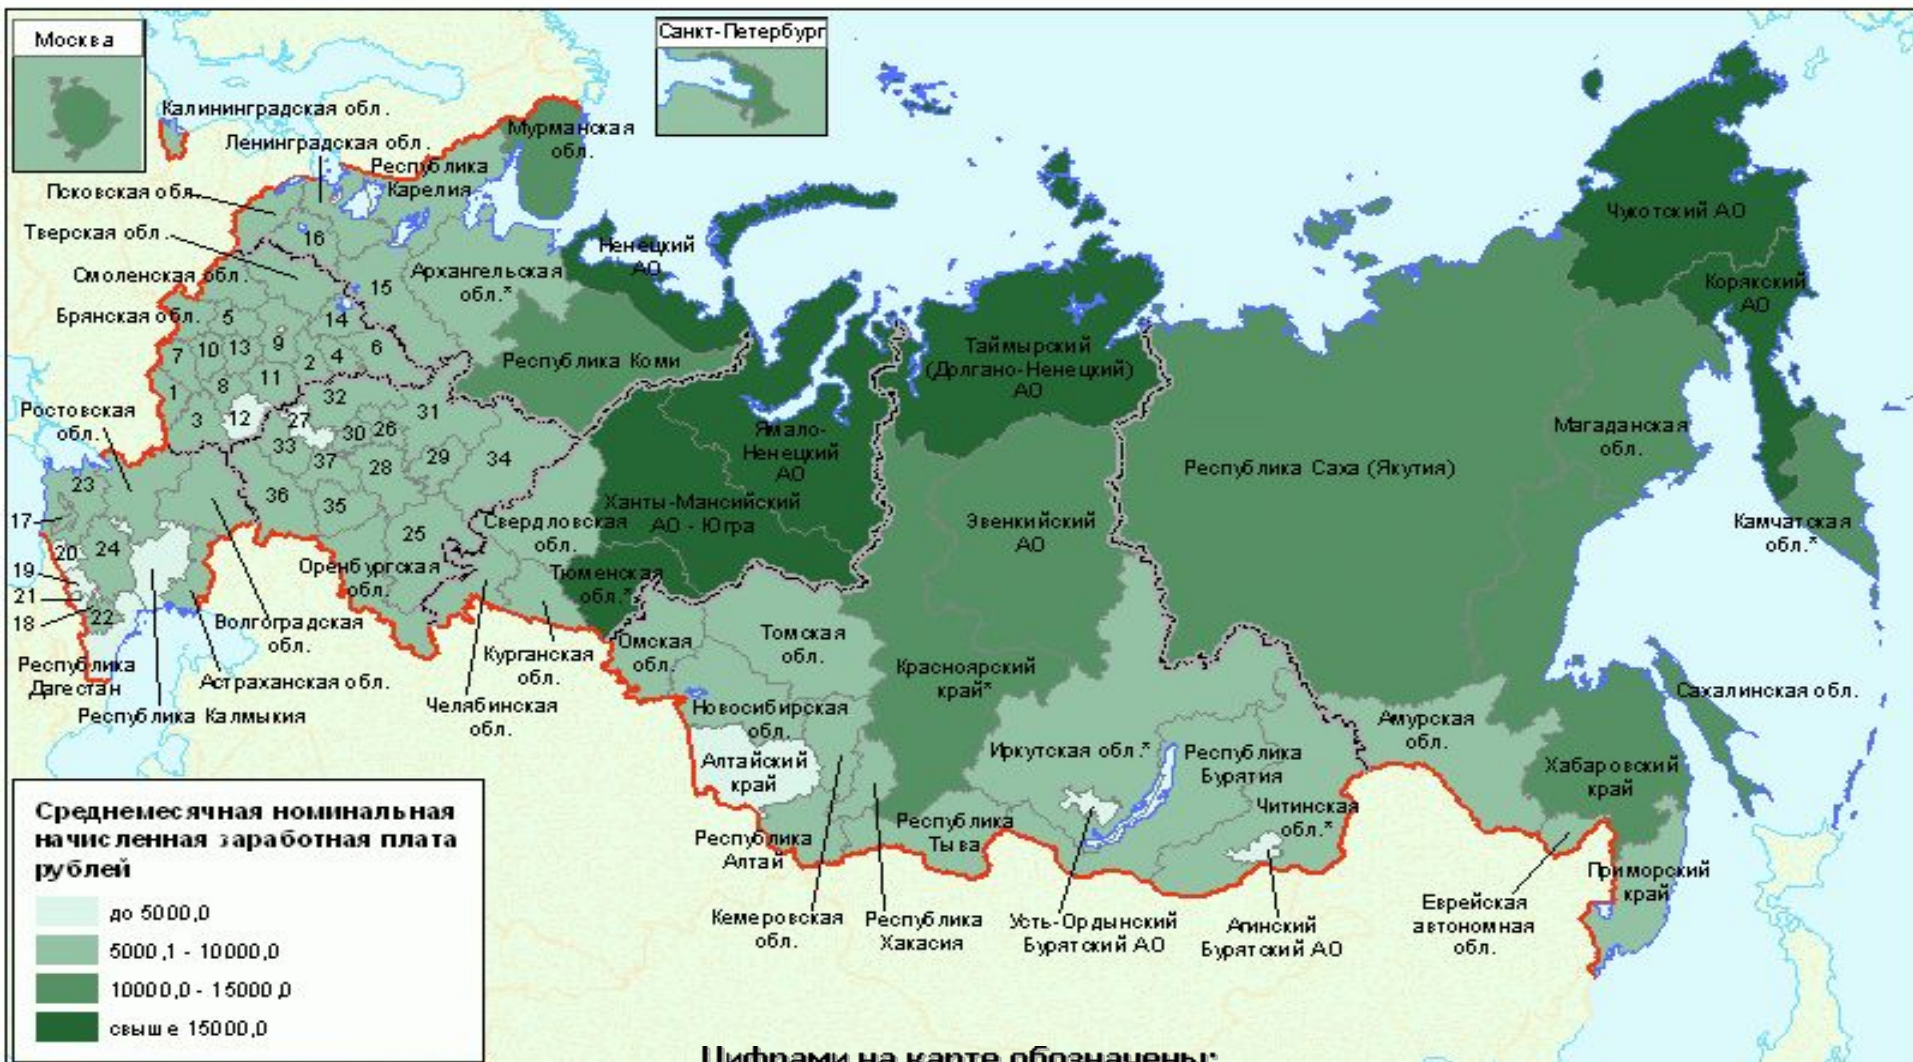 Москва
Санкт-Петербург
Калининградская обл.
Ленинградская обл.
Мурманская
обл.
Республика
Карелия
Псковская обл.
Тверская обл.
Смоленская обл.
Брянская обл.
Ростовская
обл.
Архангельская
обл.*
Ненецкий
АО
Республика Коми
Таймырский
(Долгано-Ненецкий)
АО
Чукотский АО
Корякский
АО
Ямало-
Ненецкий
АО
Ханты-Мансийский
АО - Югра
Эвенкийский
АО
Республика Саха (Якутия)
Магаданская
обл.
Камчатская
обл.*
Свердловская
обл.
Тюменская
обл.*
Оренбургская
обл.
Волгоградская
обл.
Астраханская обл.
Республика
Дагестан
Республика Калмыкия
Курганская
обл.
Челябинская
обл.
Омская
обл.
Томская
обл.
Красноярский
край*
Новосибирская
обл.
Алтайский
край
Иркутская обл.*
Республика
Бурятия
Читинская
обл.*
Амурская
обл.
Хабаровский
край
Сахалинская обл.
Республика
Алтай
Республика
Тыва
Кемеровская
обл.
Республика
Хакасия
Усть-Ордынский
Бурятский АО
Агинский
Бурятский АО
Еврейская
автономная
обл.
Приморский
край
16
15
5
14
7
10
13
9
2
4
6
1
8
11
3
12
32
31
27
30
26
33
37
28
29
34
36
35
25
23
17
20
24
19
21
18
22
Среднемесячная номинальная
начисленная заработная плата
рублей
до 5000,0
5000,1 - 10000,0
10000,0 - 15000,0
свыше 15000,0
Цифрами на карте обозначены: